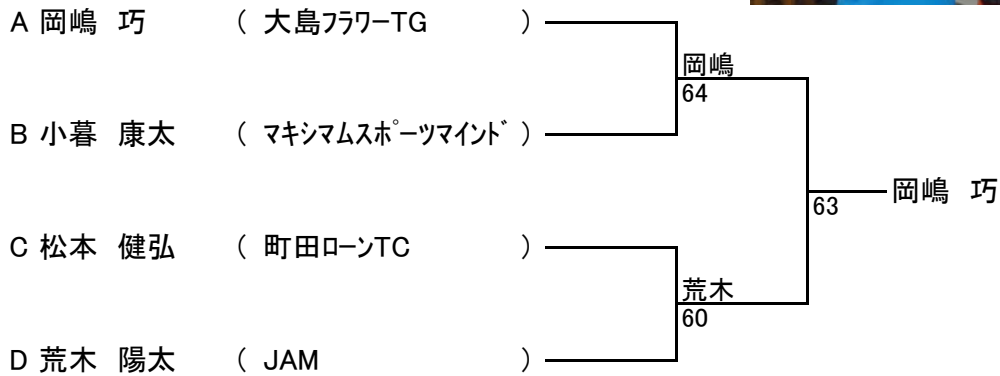 A 岡嶋 巧 ( 大島ﾌﾗﾜｰTG )
岡嶋
64
B 小暮 康太 ( ﾏｷｼﾏﾑｽﾎﾟｰﾂﾏｲﾝﾄﾞ )
岡嶋 巧
63
C 松本 健弘 ( 町田ﾛｰﾝTC )
荒木
60
D 荒木 陽太 ( JAM )